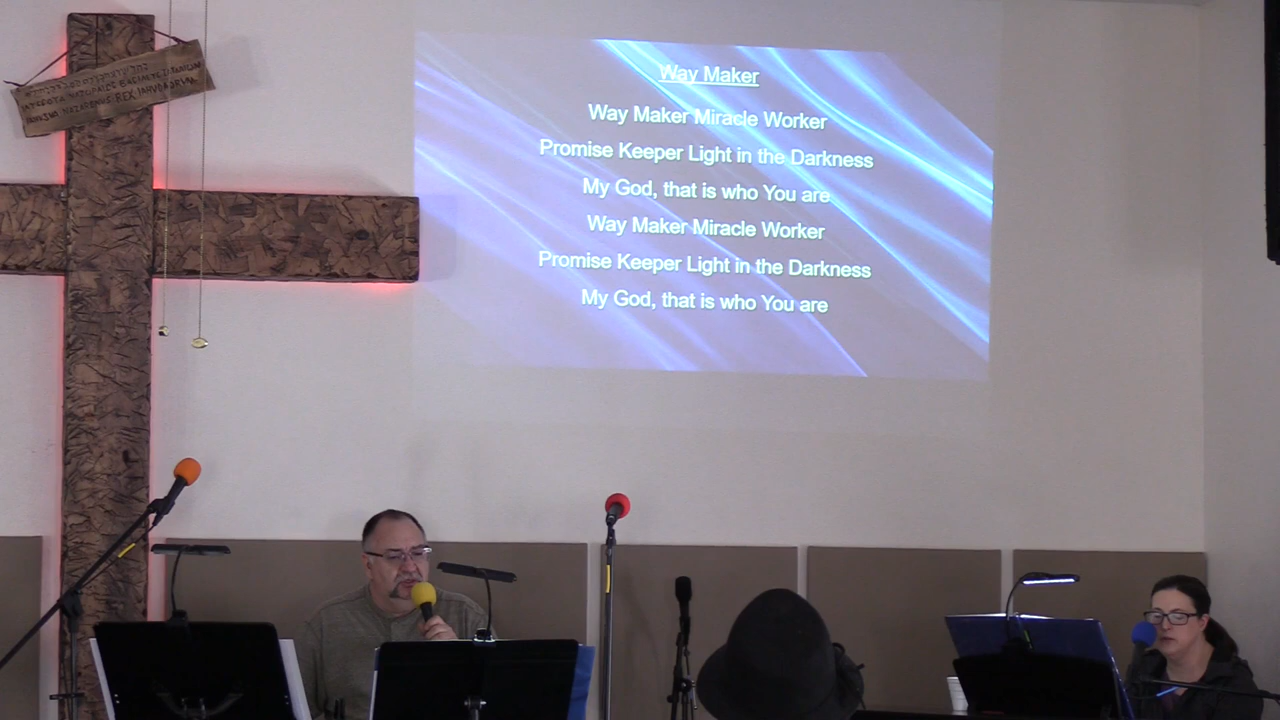 Way Maker
Way Maker Miracle Worker
Promise Keeper Light in the Darkness
My God, that is who You are
Way Maker Miracle Worker
Promise Keeper Light in the Darkness
My God, that is who You are
REX